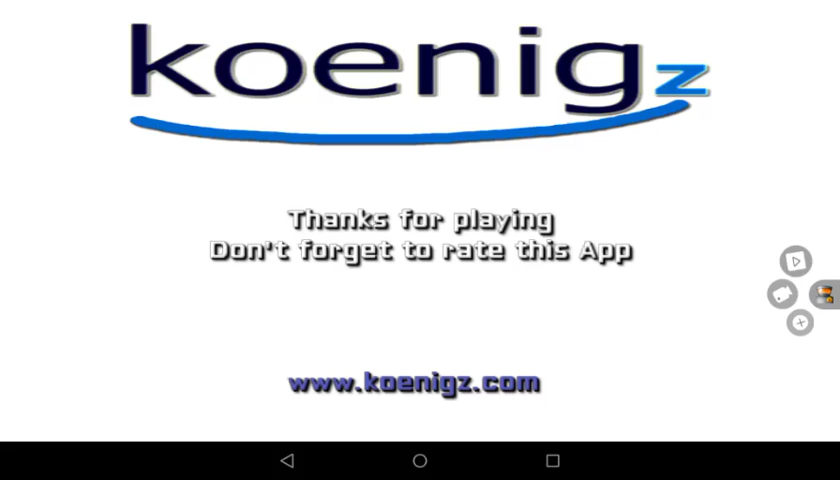 koenigz
Thanks for playing
Don't forget to rate this App
www.koenigz.com